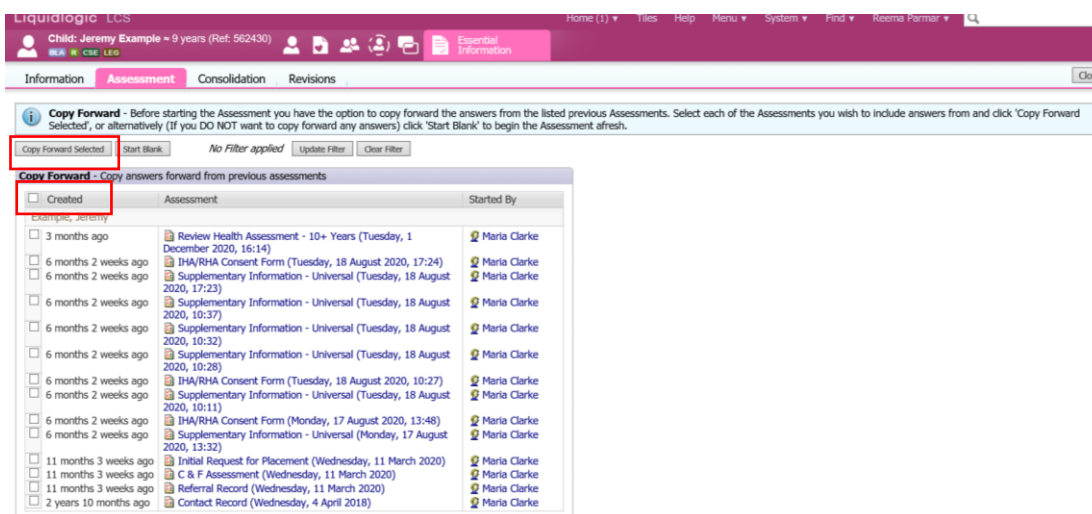 Liquidlogic LCS
Home (1) ▾ Tiles Help Menu ▾ System ▾ Find ▾ Reema Parmar ▾
Child: Jeremy Example ≈ 9 years (Ref: 562430)
BLA R CSE LEG
Essential
Information
Information Assessment Consolidation Revisions
Clo
Copy Forward - Before starting the Assessment you have the option to copy forward the answers from the listed previous Assessments. Select each of the Assessments you wish to include answers from and click 'Copy Forward
Selected', or alternatively (If you DO NOT want to copy forward any answers) click 'Start Blank' to begin the Assessment afresh.
Copy Forward Selected Start Blank No Filter applied Update Filter Clear Filter
Copy Forward - Copy answers forward from previous assessments
Created Assessment Started By
Example, Jeremy
3 months ago Review Health Assessment - 10+ Years (Tuesday, 1 Maria Clarke
December 2020, 16:14)
6 months 2 weeks ago IHA/RHA Consent Form (Tuesday, 18 August 2020, 17:24) Maria Clarke
6 months 2 weeks ago Supplementary Information - Universal (Tuesday, 18 August Maria Clarke
2020, 17:23)
6 months 2 weeks ago Supplementary Information - Universal (Tuesday, 18 August Maria Clarke
2020, 10:37)
6 months 2 weeks ago Supplementary Information - Universal (Tuesday, 18 August Maria Clarke
2020, 10:32)
6 months 2 weeks ago Supplementary Information - Universal (Tuesday, 18 August Maria Clarke
2020, 10:28)
6 months 2 weeks ago IHA/RHA Consent Form (Tuesday, 18 August 2020, 10:27) Maria Clarke
6 months 2 weeks ago Supplementary Information - Universal (Tuesday, 18 August Maria Clarke
2020, 10:11)
6 months 2 weeks ago IHA/RHA Consent Form (Monday, 17 August 2020, 13:48) Maria Clarke
6 months 2 weeks ago Supplementary Information - Universal (Monday, 17 August Maria Clarke
2020, 13:32)
11 months 3 weeks ago Initial Request for Placement (Wednesday, 11 March 2020) Maria Clarke
11 months 3 weeks ago C & F Assessment (Wednesday, 11 March 2020) Maria Clarke
11 months 3 weeks ago Referral Record (Wednesday, 11 March 2020) Maria Clarke
2 years 10 months ago Contact Record (Wednesday, 4 April 2018) Maria Clarke